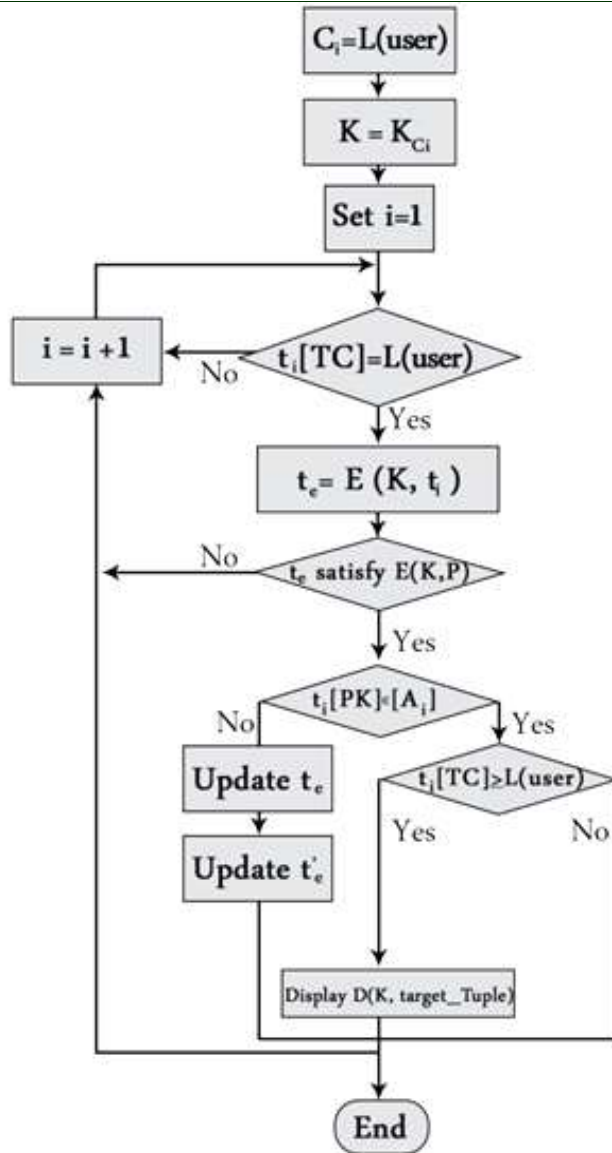 Cᵢ=L(user)
K = K_Ci
Set i=1
i = i +1
tᵢ[TC]=L(user)
No
Yes
tₑ= E (K, tᵢ )
No
tₑ satisfy E(K,P)
Yes
tᵢ[PK]∈[Aᵢ]
No
Yes
Update tₑ
tⱼ[TC]≥L(user)
Yes
No
Update t'ₑ
Display D(K, target_Tuple)
End